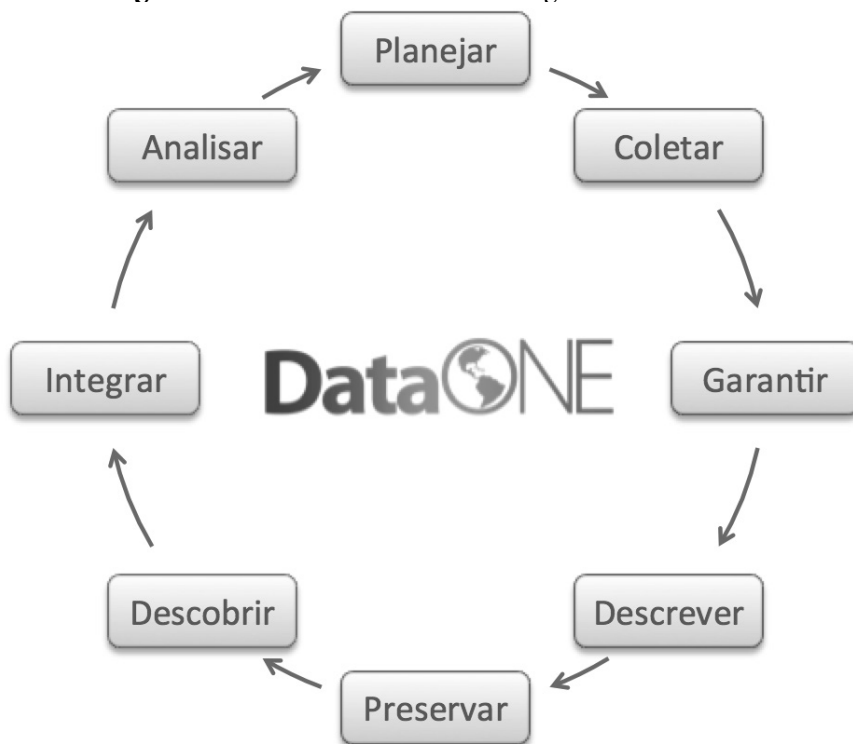 Planejar
Coletar
Garantir
Descrever
Preservar
Descobrir
Integrar
Analisar
DataONE